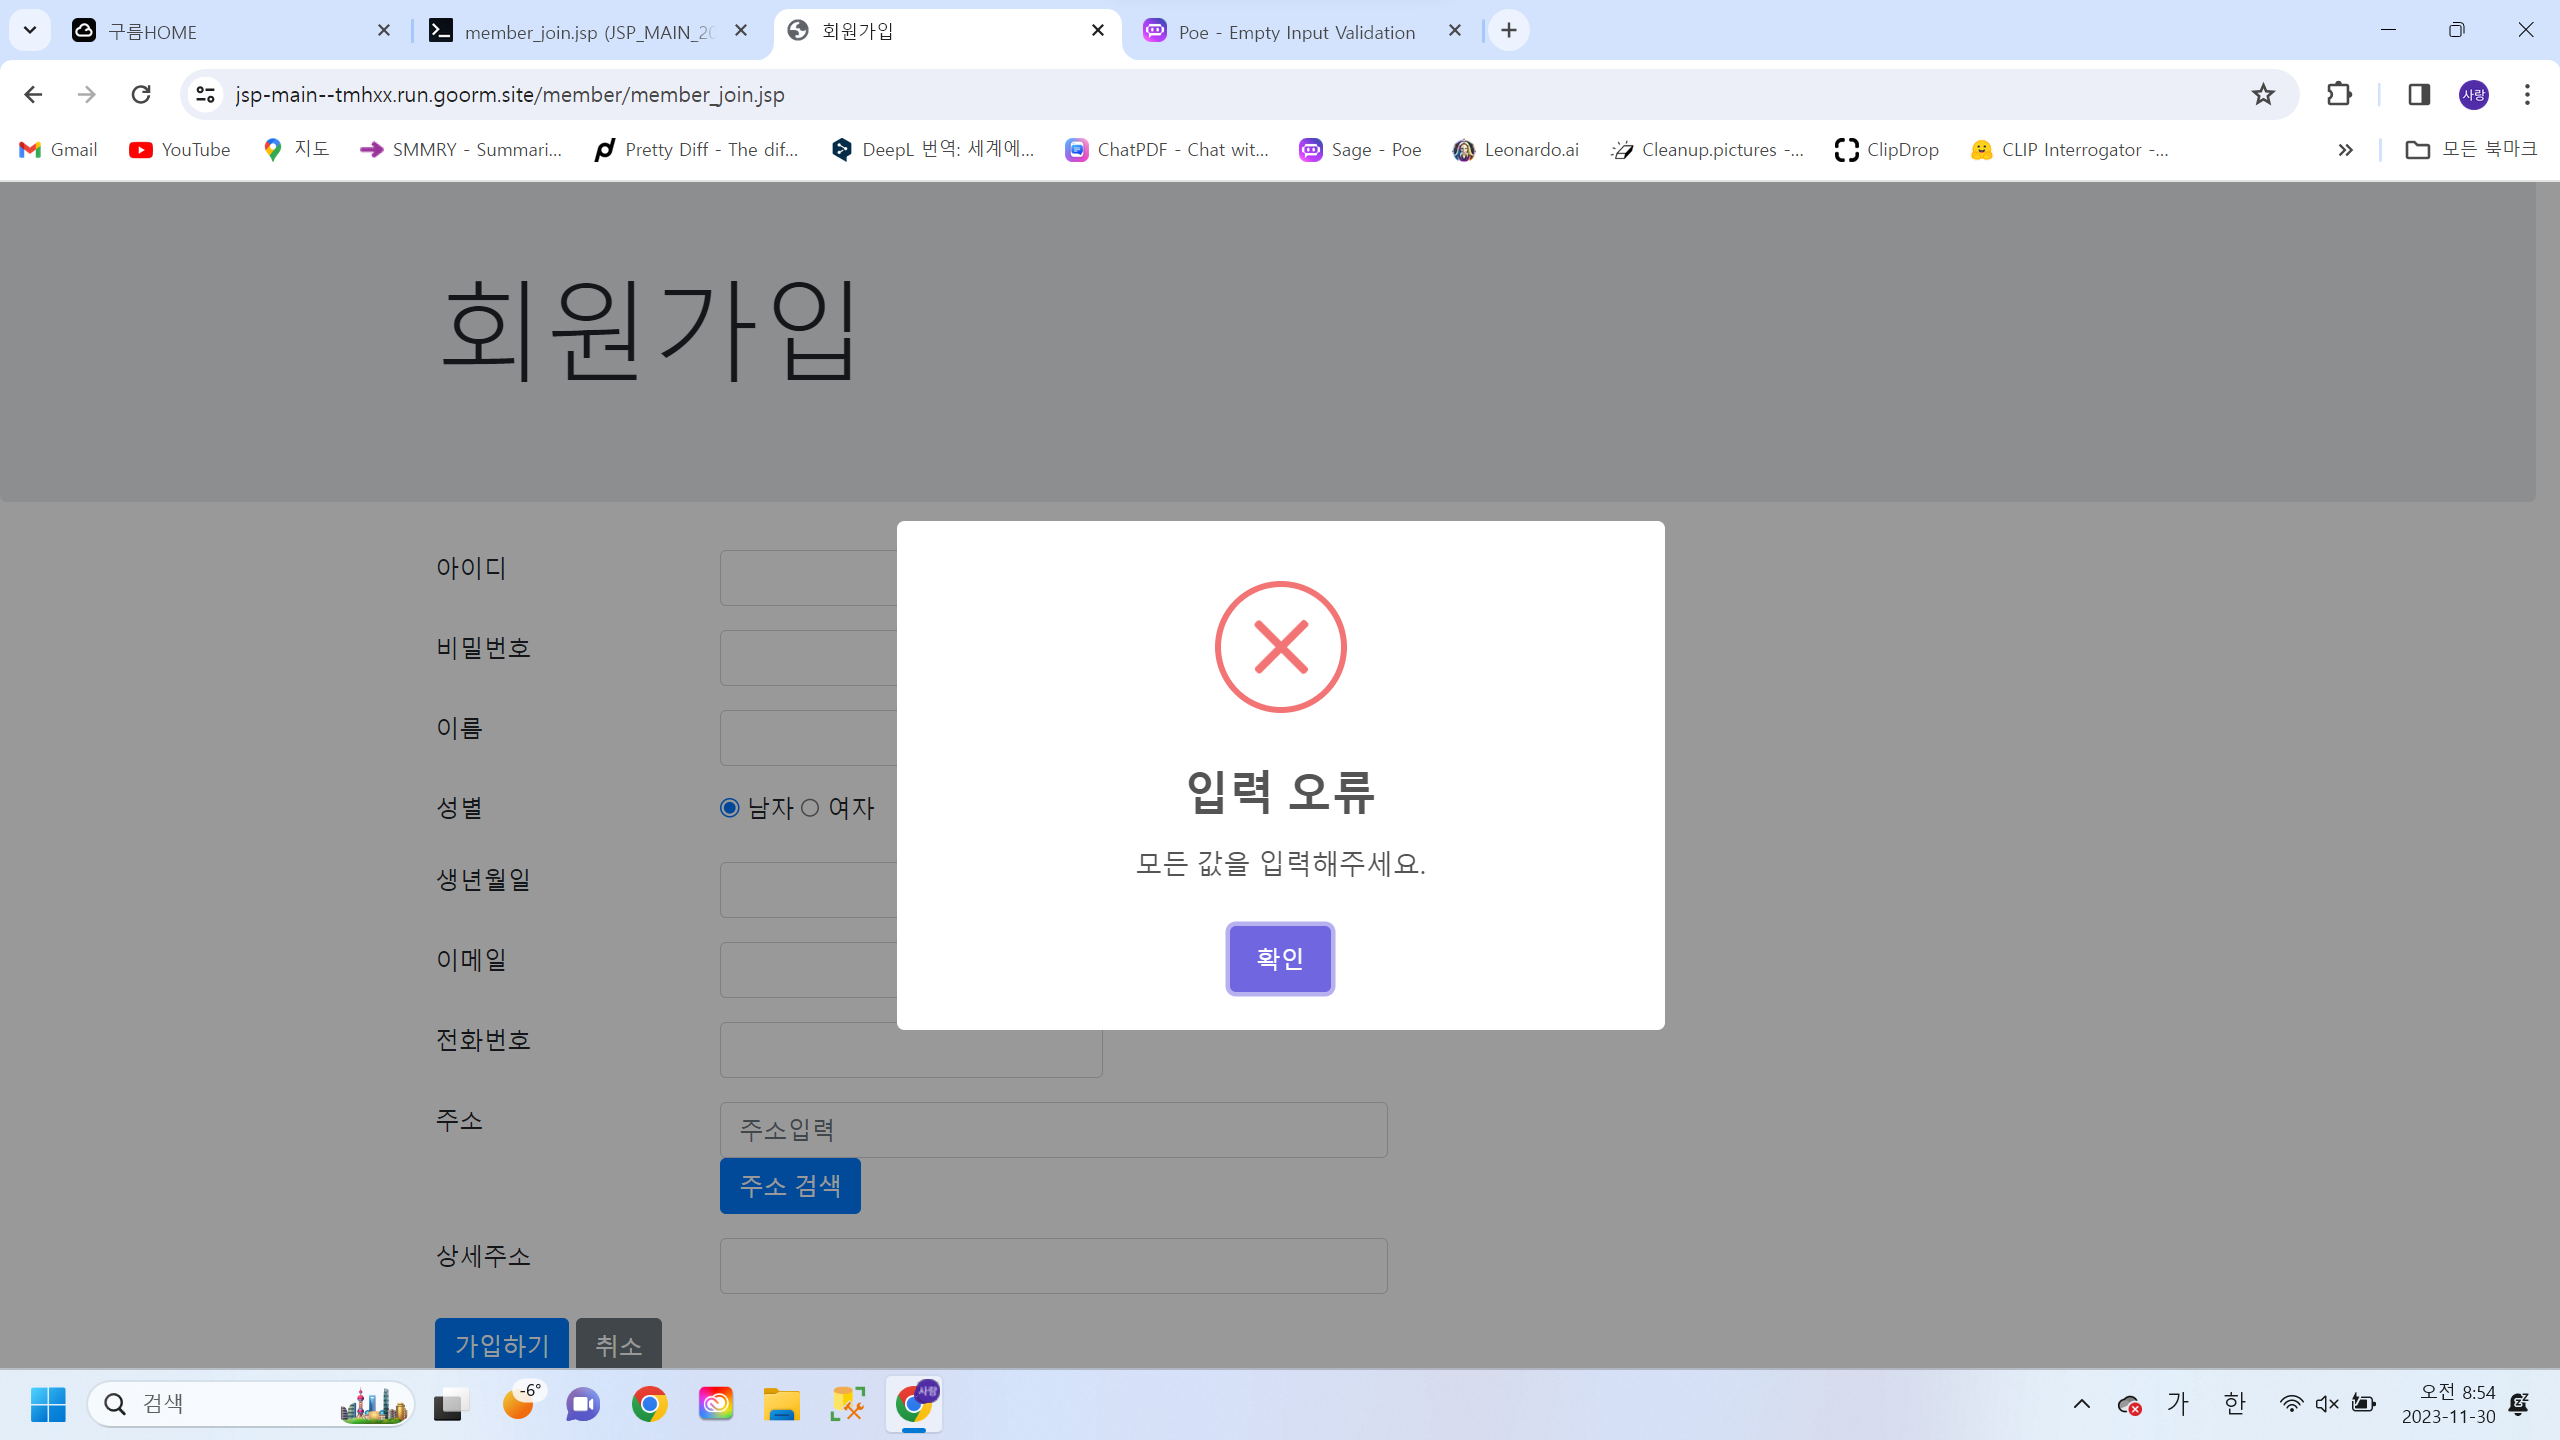 구름HOME
member_join.jsp (JSP_MAIN_20
회원가입
Poe - Empty Input Validation
jsp-main--tmhxx.run.goorm.site/member/member_join.jsp
사랑
Gmail
YouTube
지도
SMMRY - Summari...
Pretty Diff - The dif...
DeepL 번역: 세계에...
ChatPDF - Chat wit...
Sage - Poe
Leonardo.ai
Cleanup.pictures -...
ClipDrop
CLIP Interrogator -...
모든 북마크
회원가입
아이디
비밀번호
이름
성별
남자 여자
생년월일
이메일
전화번호
주소
주소입력
주소 검색
상세주소
가입하기 취소
입력 오류
모든 값을 입력해주세요.
확인
검색
-6°
사랑
가
한
오전 8:54
2023-11-30